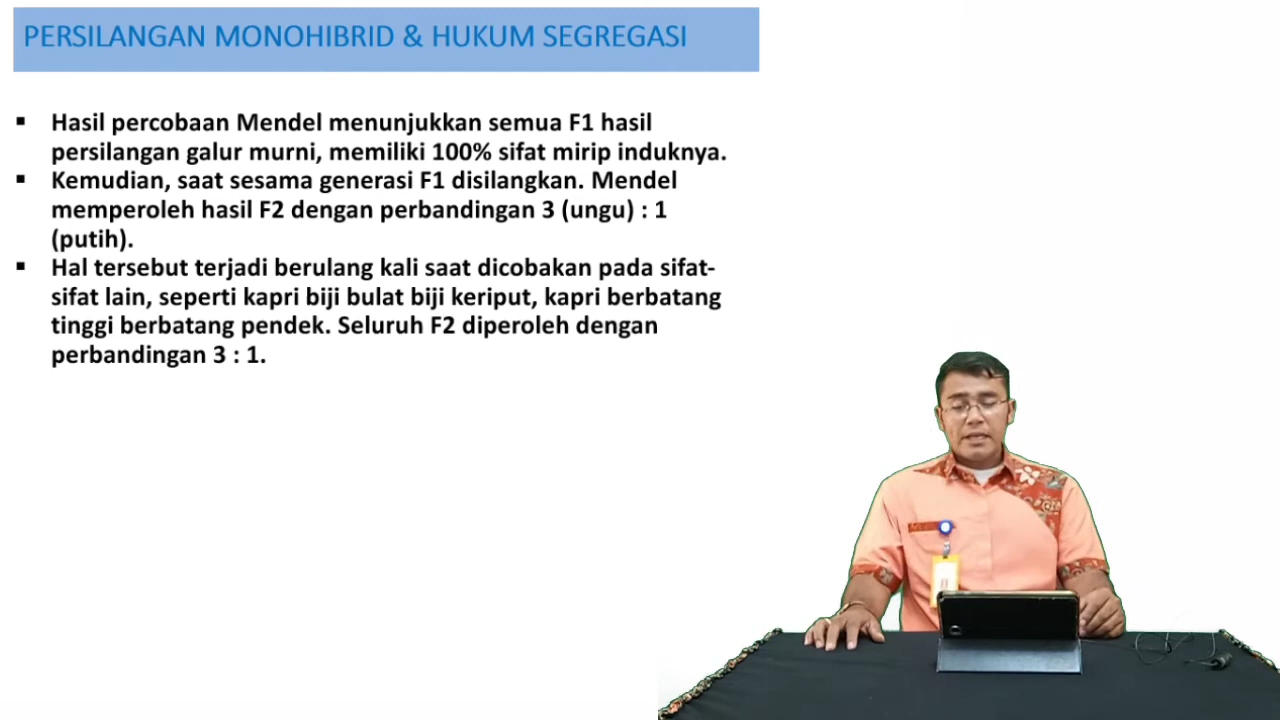 PERSILANGAN MONOHIBRID & HUKUM SEGREGASI
▪ Hasil percobaan Mendel menunjukkan semua F1 hasil
persilangan galur murni, memiliki 100% sifat mirip induknya.
▪ Kemudian, saat sesama generasi F1 disilangkan. Mendel
memperoleh hasil F2 dengan perbandingan 3 (ungu) : 1
(putih).
▪ Hal tersebut terjadi berulang kali saat dicobakan pada sifat-
sifat lain, seperti kapri biji bulat biji keriput, kapri berbatang
tinggi berbatang pendek. Seluruh F2 diperoleh dengan
perbandingan 3 : 1.